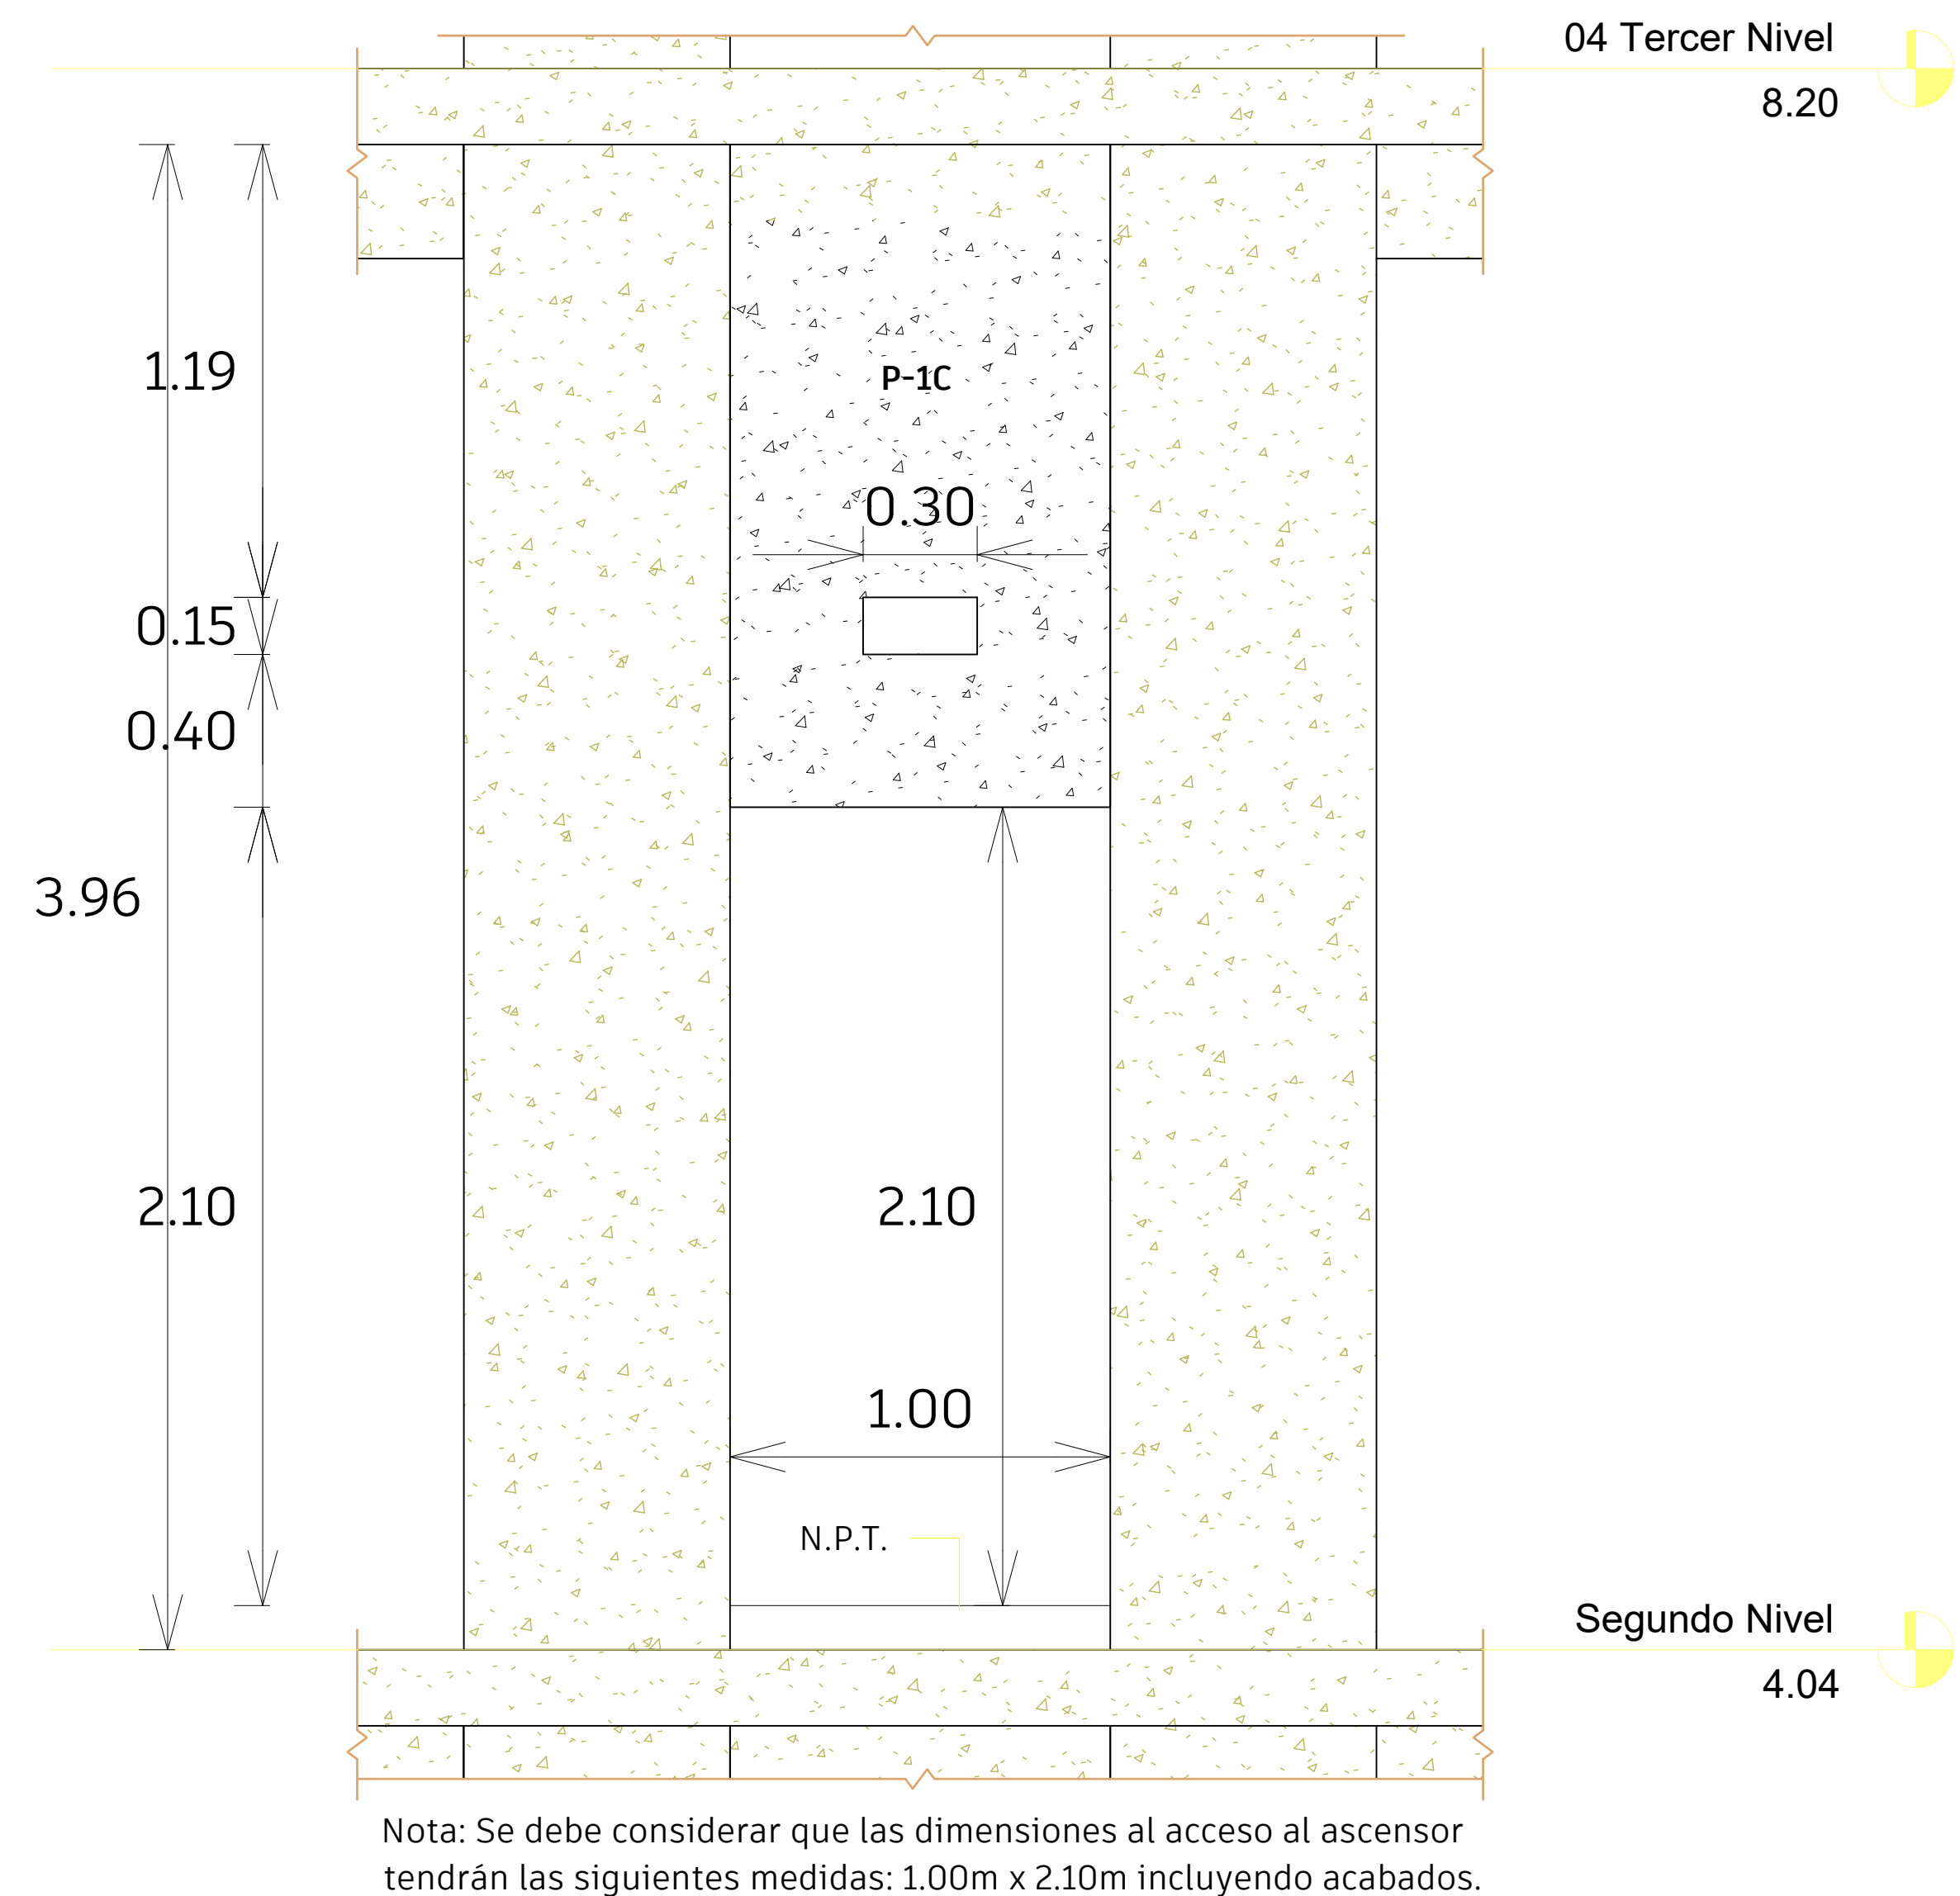 04 Tercer Nivel
8.20
1.19
P-1C
0.30
0.15
0.40
3.96
2.10
2.10
1.00
N.P.T.
Segundo Nivel
4.04
Nota: Se debe considerar que las dimensiones al acceso al ascensor
tendrán las siguientes medidas: 1.00m x 2.10m incluyendo acabados.